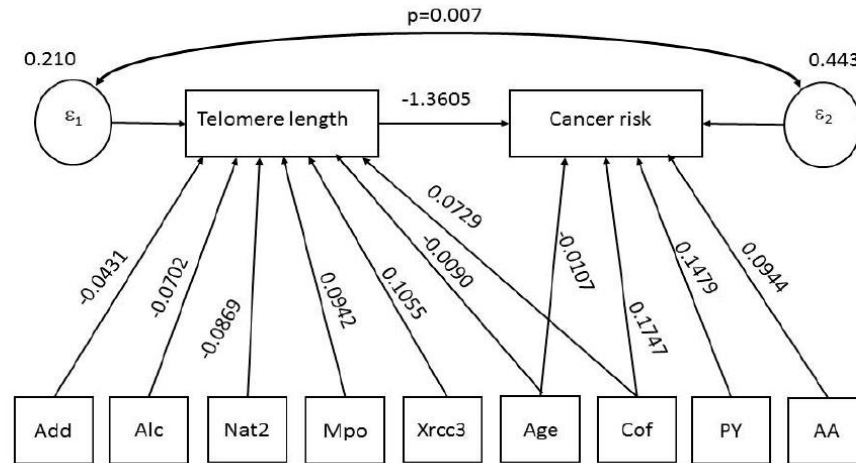 p=0.007
0.210
0.443
ε1
Telomere length
-1.3605
Cancer risk
ε2
-0.0431
-0.0702
-0.0869
0.0942
0.1055
-0.0090
0.0729
-0.0107
0.1747
0.1479
0.0944
Add
Alc
Nat2
Mpo
Xrcc3
Age
Cof
PY
AA